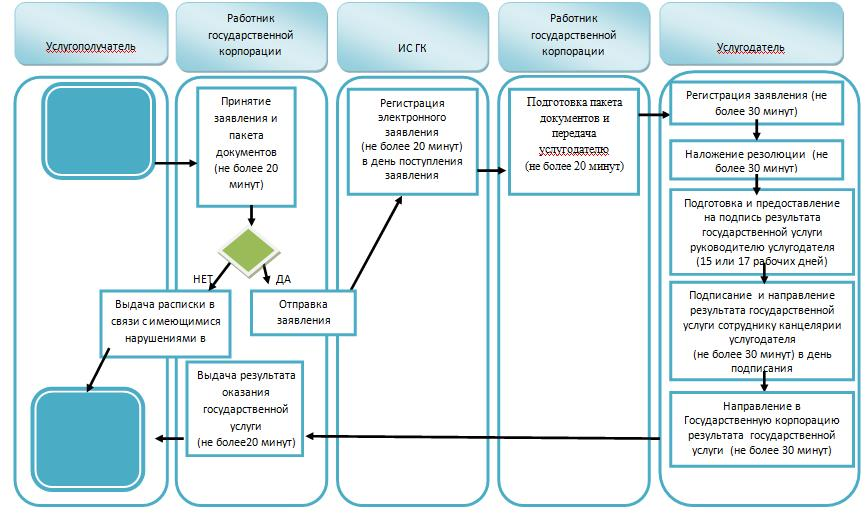 Услугополучатель
Работник
государственной
корпорации
ИС ГК
Работник
государственной
корпорации
Услугодатель
Принятие
заявления и
пакета
документов
(не более 20
минут)
НЕТ
ДА
Выдача расписки в
связи с имеющимися
нарушениями в
Отправка
заявления
Регистрация
электронного
заявления
(не более 20 минут)
в день поступления
заявления
Подготовка пакета
документов и
передача
услугодателю
(не более 20 минут)
Регистрация заявления (не
более 30 минут)
Наложение резолюции (не
более 30 минут)
Подготовка и предоставление
на подпись результата
государственной услуги
руководителю услугодателя
(15 или 17 рабочих дней)
Подписание и направление
результата государственной
услуги сотруднику канцелярии
услугодателя
(не более 30 минут) в день
подписания
Направление в
Государственную корпорацию
результата государственной
услуги (не более 30 минут)
Выдача результата
оказания
государственной
услуги
(не более20 минут)